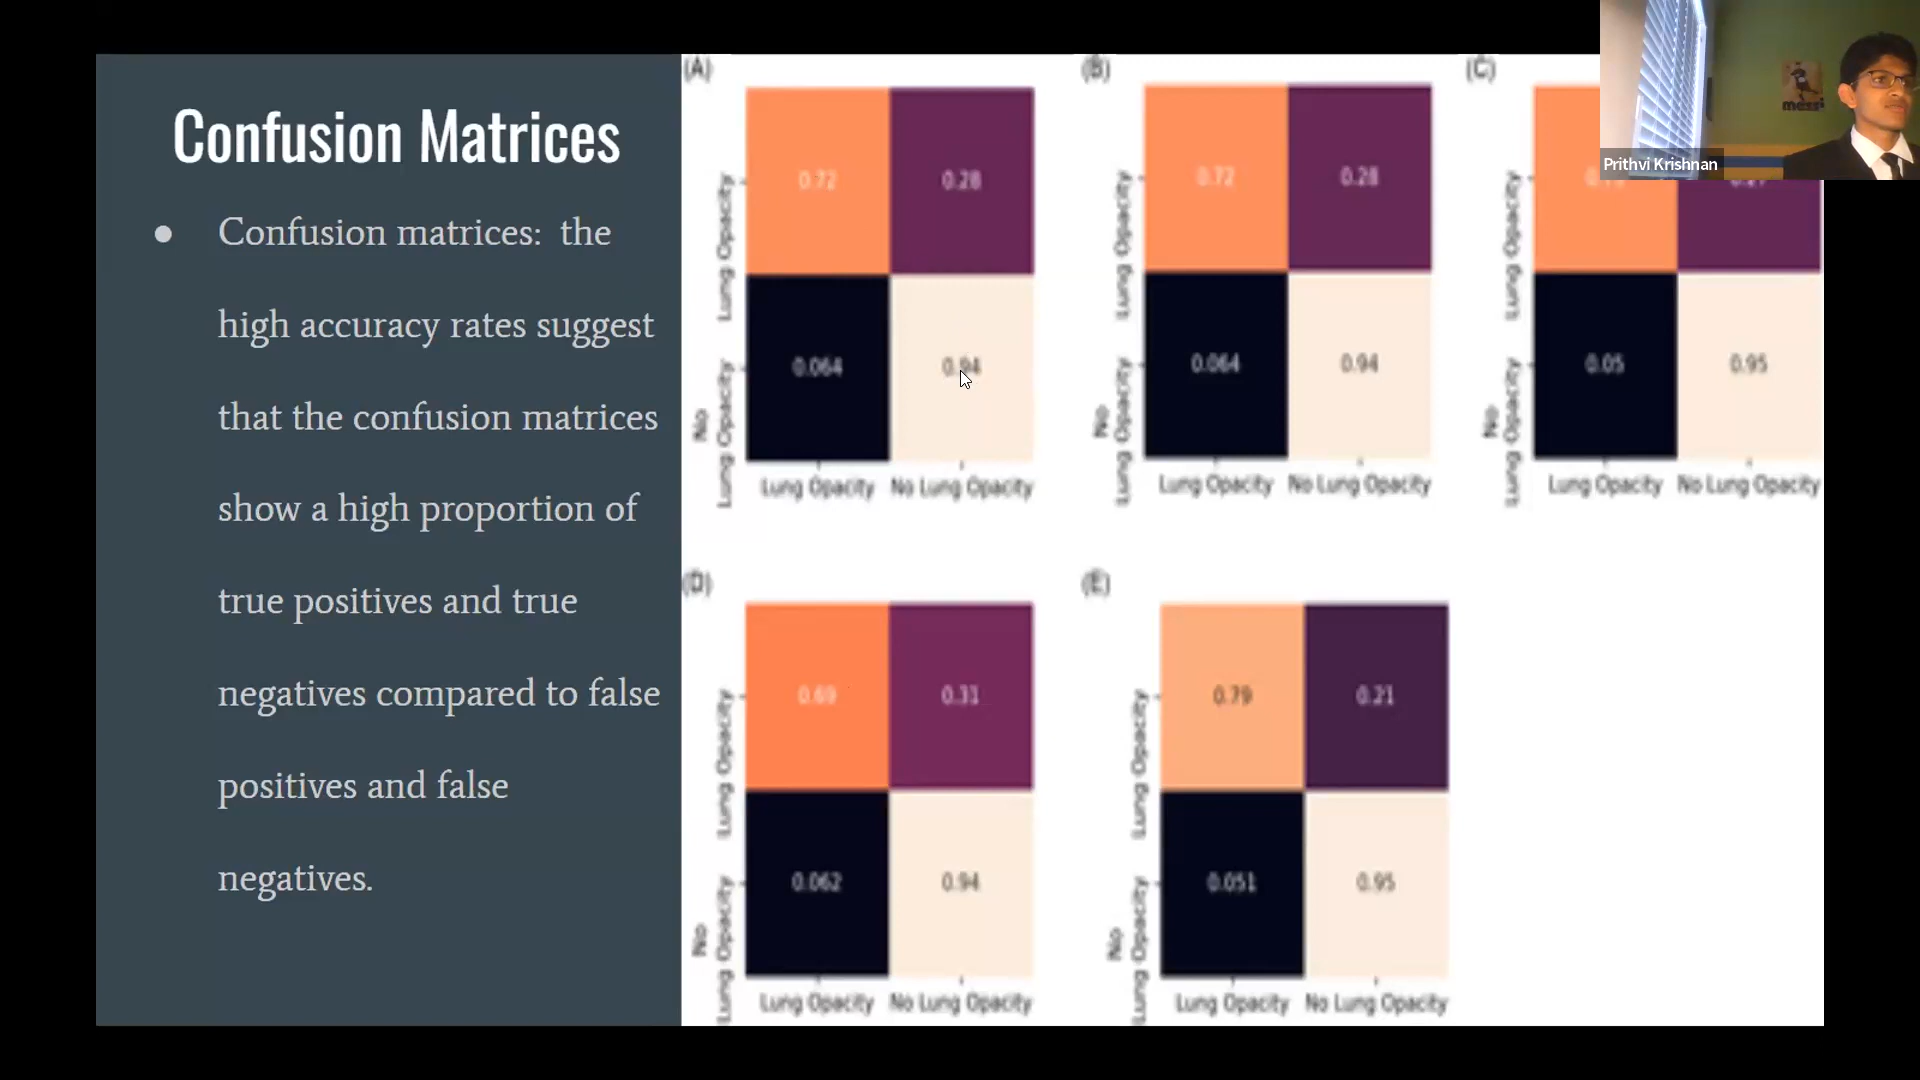 Confusion Matrices
● Confusion matrices:  the
high accuracy rates suggest
that the confusion matrices
show a high proportion of
true positives and true
negatives compared to false
positives and false
negatives.
(A)
Lung Opacity
No
Lung Opacity
0.72 0.28
0.064 0.94
Lung Opacity No Lung Opacity
(B)
Lung Opacity
No
Lung Opacity
0.72 0.28
0.064 0.94
Lung Opacity No Lung Opacity
(C)
Lung Opacity
No
Lung Opacity
0.05 0.95
Lung Opacity No Lung Opacity
messi
Prithvi Krishnan
(D)
Lung Opacity
No
Lung Opacity
0.69 0.31
0.062 0.94
Lung Opacity No Lung Opacity
(E)
Lung Opacity
No
Lung Opacity
0.79 0.21
0.051 0.95
Lung Opacity No Lung Opacity